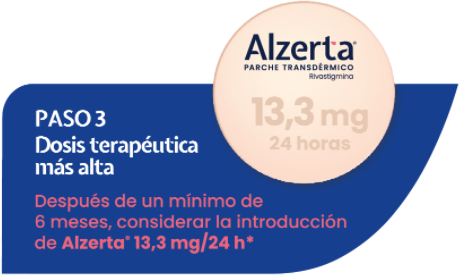 Alzerta®
PARCHE TRANSDÉRMICO
Rivastigmina
13,3 mg
24 horas
PASO 3
Dosis terapéutica
más alta
Después de un mínimo de
6 meses, considerar la introducción
de Alzerta® 13,3 mg/24 h*